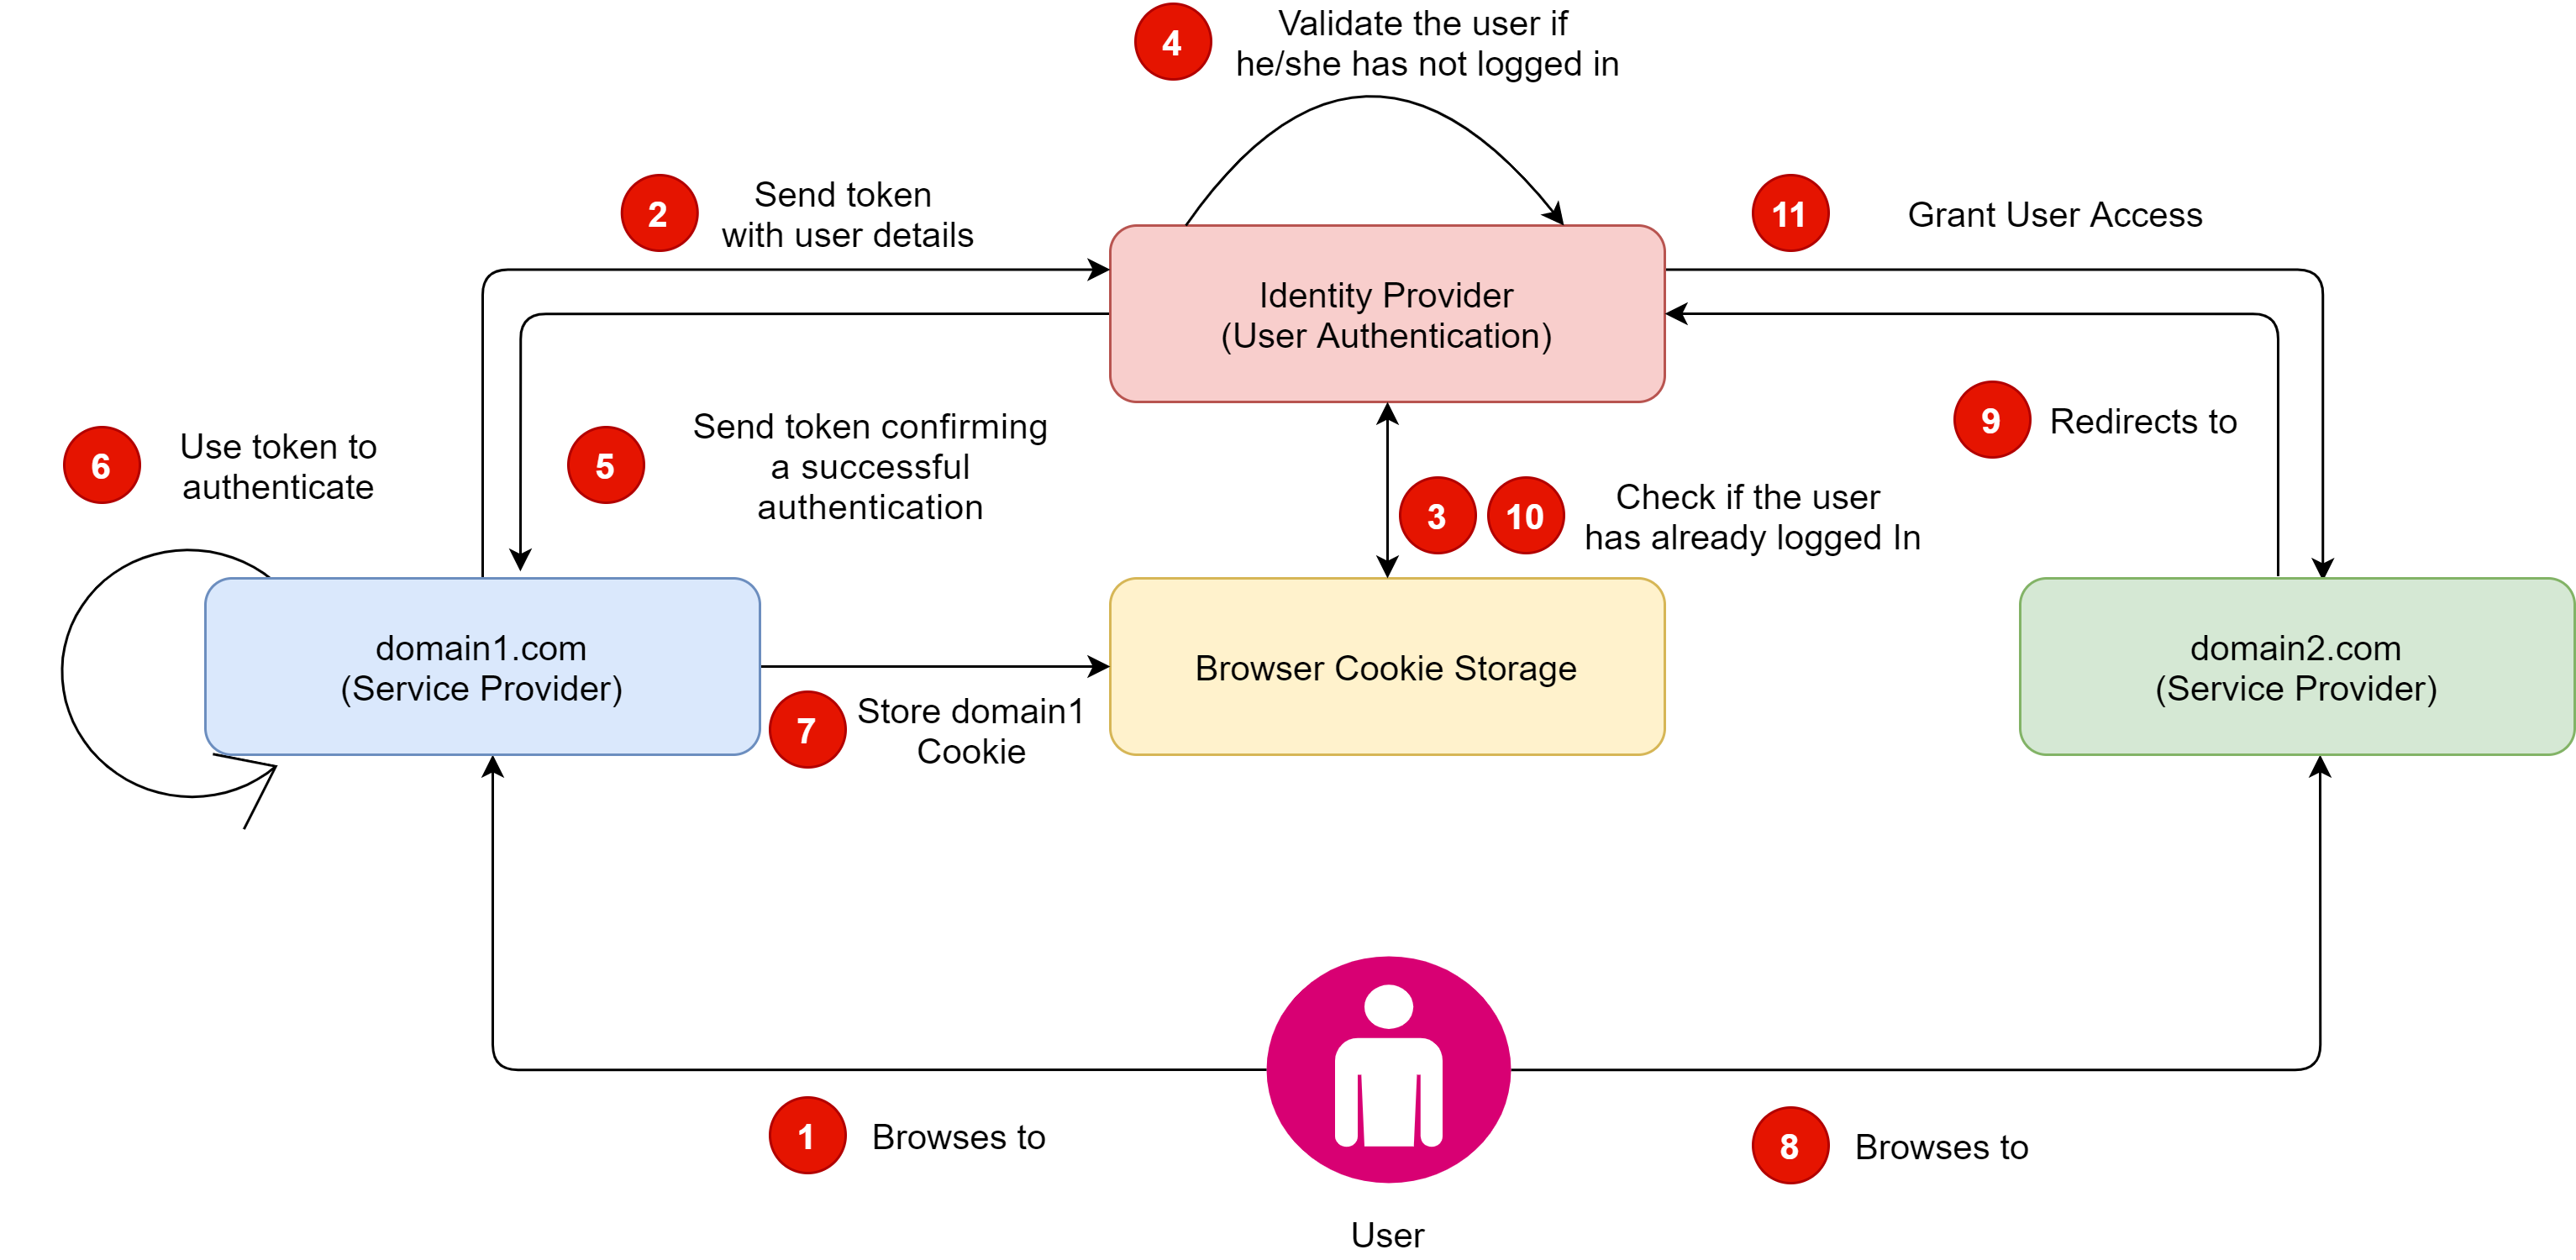 4
Validate the user if
he/she has not logged in
2
Send token
with user details
11
Grant User Access
Identity Provider
(User Authentication)
6
Use token to
authenticate
5
Send token confirming
a successful
authentication
9
Redirects to
3
10
Check if the user
has already logged In
domain1.com
(Service Provider)
Browser Cookie Storage
domain2.com
(Service Provider)
7
Store domain1
Cookie
1
Browses to
8
Browses to
User